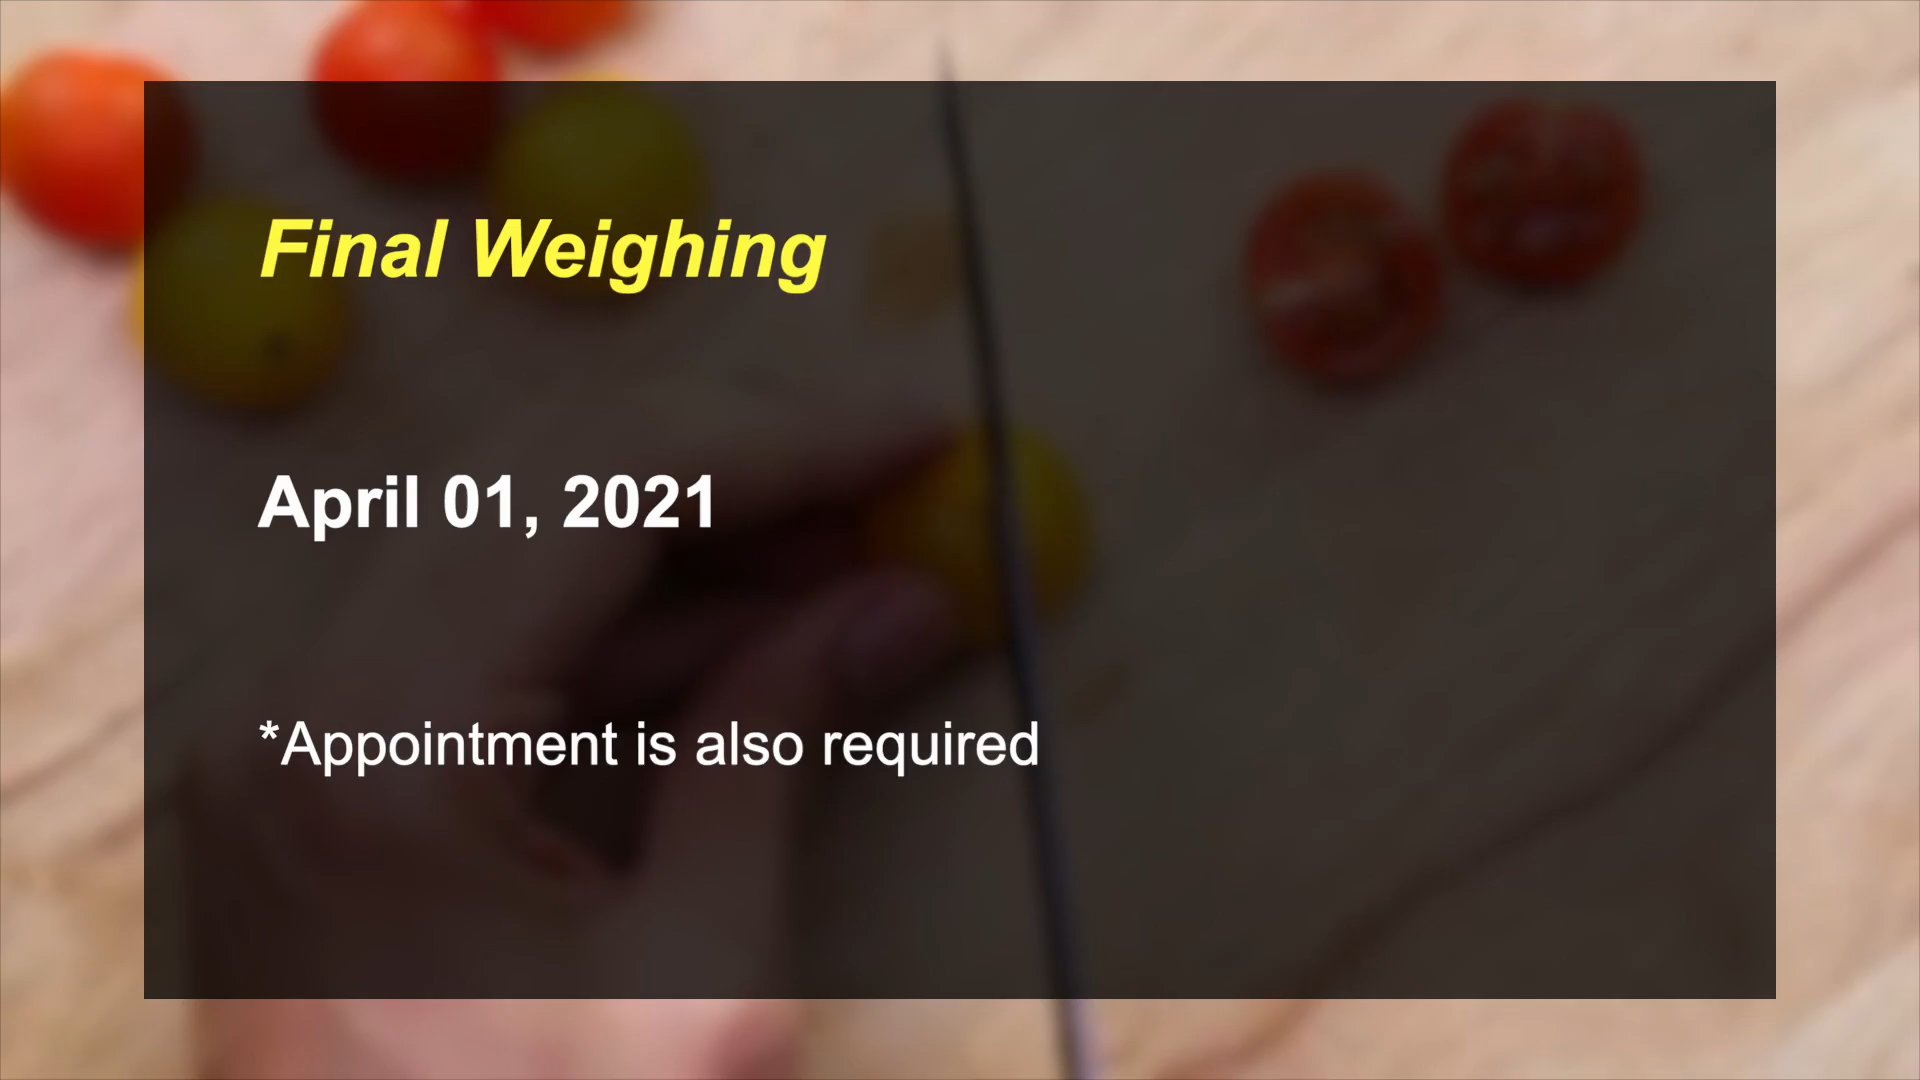 Final Weighing
April 01, 2021
*Appointment is also required